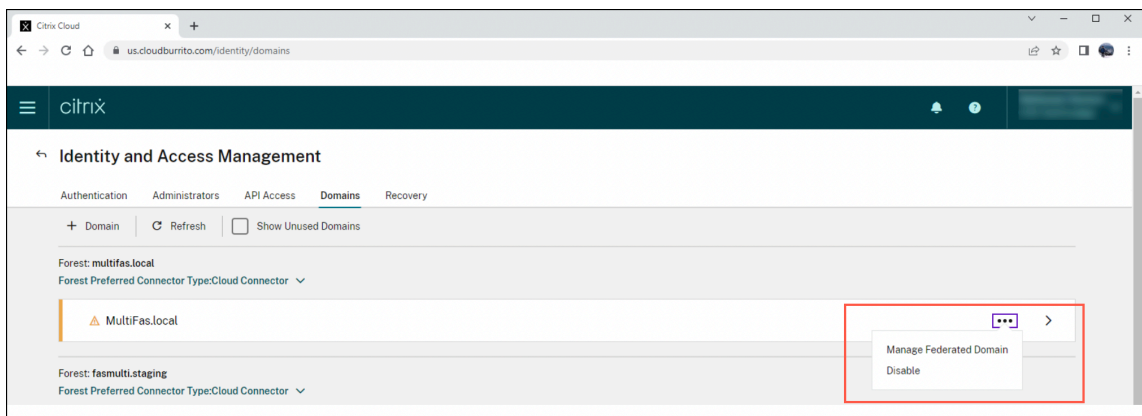 Citrix Cloud
us.cloudburrito.com/identity/domains
citrix
Identity and Access Management
Authentication Administrators API Access Domains Recovery
+ Domain Refresh Show Unused Domains
Forest: multifas.local
Forest Preferred Connector Type:Cloud Connector
MultiFas.local
Manage Federated Domain
Disable
Forest: fasmulti.staging
Forest Preferred Connector Type:Cloud Connector